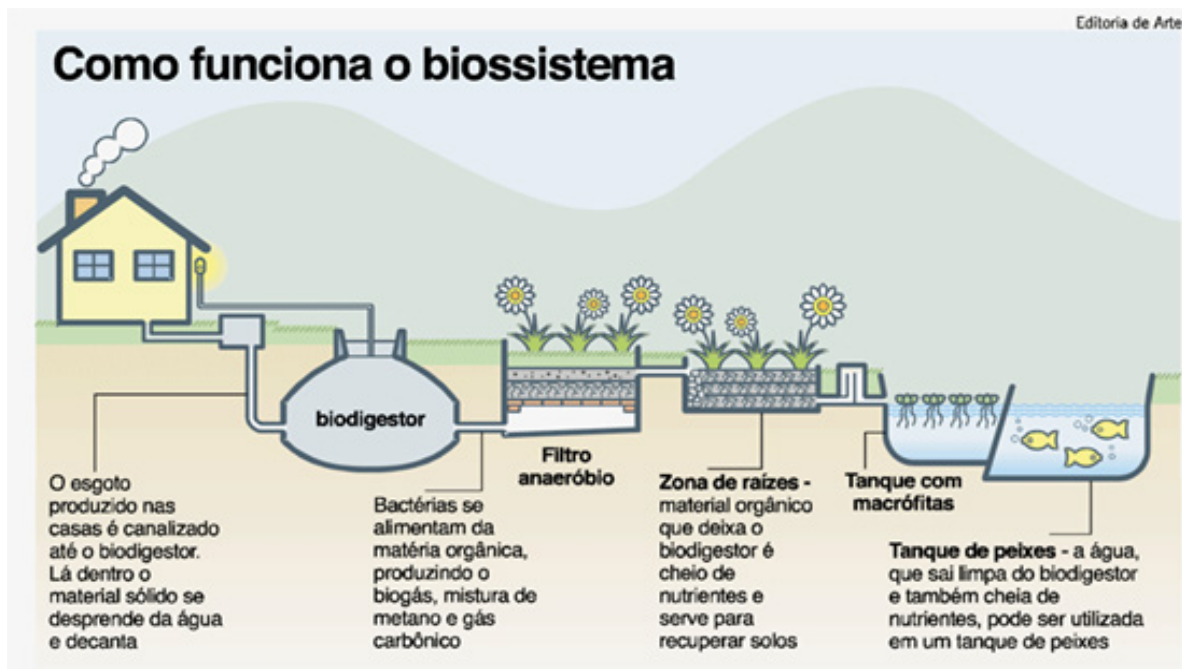 Editoria de Arte
Como funciona o biossistema
biodigestor
O esgoto
produzido nas
casas é canalizado
até o biodigestor.
Lá dentro o
material sólido se
desprende da água
e decanta
Bactérias se
alimentam da
matéria orgânica,
produzindo o
biogás, mistura de
metano e gás
carbônico
Filtro
anaeróbio
Zona de raízes -
material orgânico
que deixa o
biodigestor é
cheio de
nutrientes e
serve para
recuperar solos
Tanque com
macrófitas
Tanque de peixes - a água,
que sai limpa do biodigestor
e também cheia de
nutrientes, pode ser utilizada
em um tanque de peixes